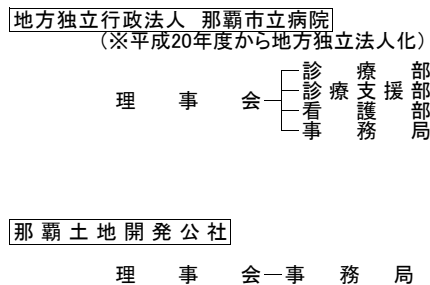 地方独立行政法人 那覇市立病院
（※平成20年度から地方独立法人化）
診療部
診療支援部
理事会
看護部
事務局
那覇土地開発公社
理事会 事務局